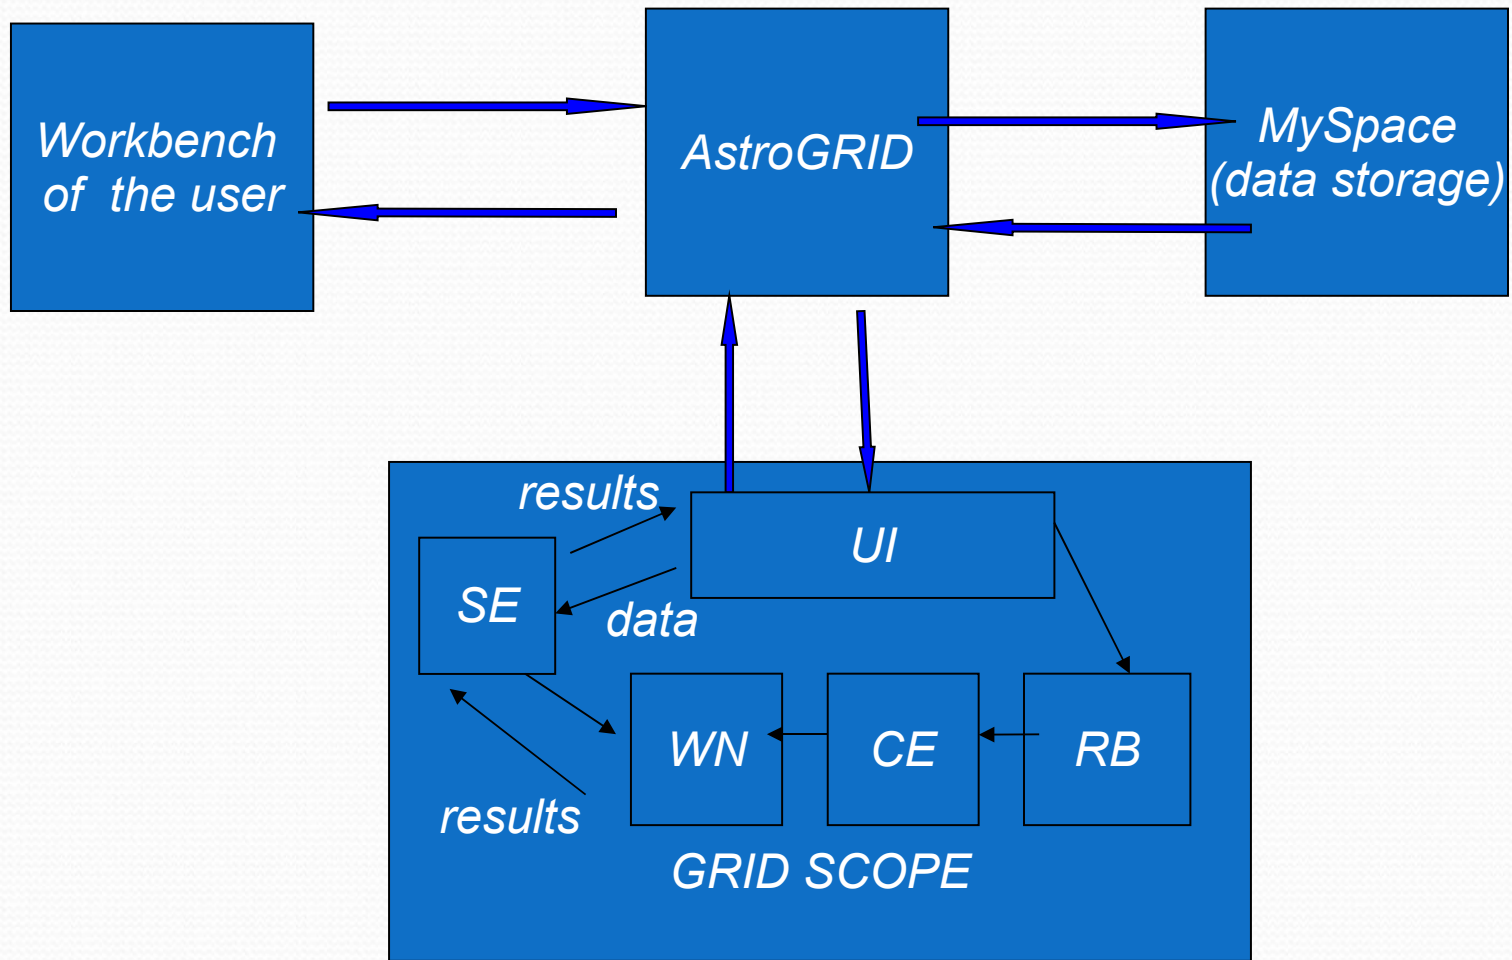 Workbench
of the user
AstroGRID
MySpace
(data storage)
results
UI
SE
data
WN
CE
RB
results
GRID SCOPE